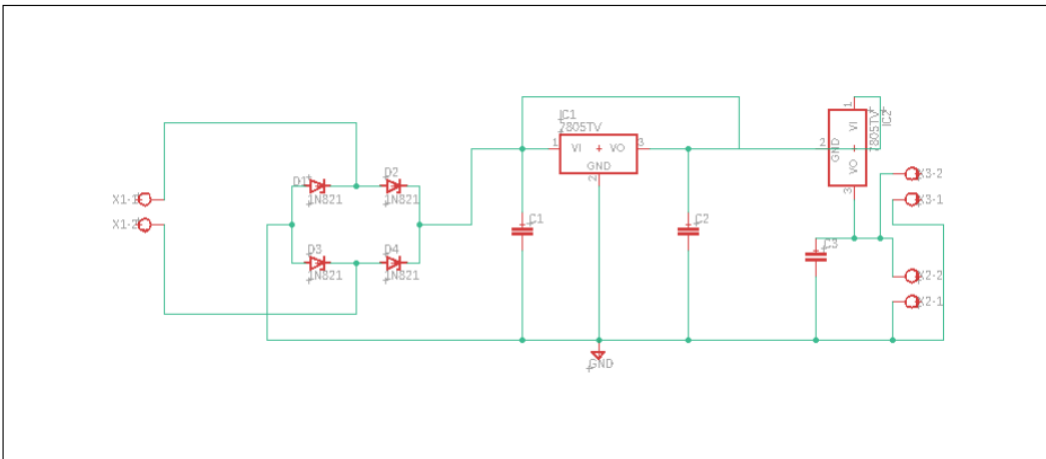 IC1
7805TV
1
VI
VO
3
GND
2
1
VI
GND
VO
2
3
7805TV
IC2
D1
1N821
D2
1N821
D3
1N821
D4
1N821
X1-1
X1-2
C1
C2
C3
X3-2
X3-1
X2-2
X2-1
GND